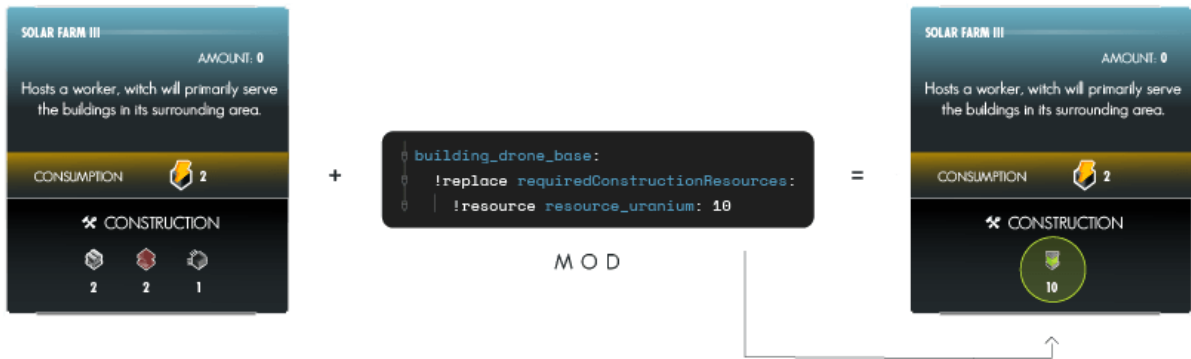 SOLAR FARM III
AMOUNT: 0
Hosts a worker, witch will primarily serve
the buildings in its surrounding area.
CONSUMPTION 2
CONSTRUCTION
2 2 1
+
building_drone_base:
!replace requiredConstructionResources:
!resource resource_uranium: 10
MOD
=
SOLAR FARM III
AMOUNT: 0
Hosts a worker, witch will primarily serve
the buildings in its surrounding area.
CONSUMPTION 2
CONSTRUCTION
10